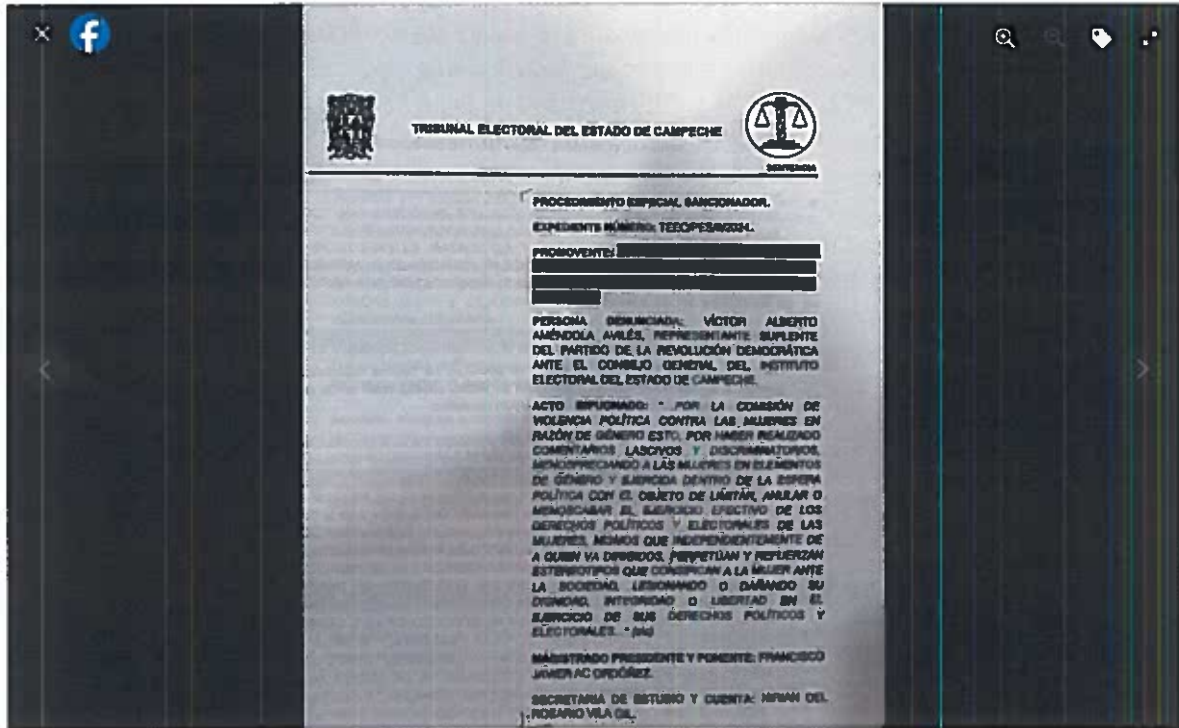 TRIBUNAL ELECTORAL DEL ESTADO DE CAMPECHE
SENTENCIA
PROCEDIMIENTO ESPECIAL SANCIONADOR.
EXPEDIENTE NÚMERO:
PROMOVENTE:
PERSONA DENUNCIADA: VÍCTOR ALBERTO
AMÉNDOLA AVILÉS, REPRESENTANTE SUPLENTE
DEL PARTIDO DE LA REVOLUCIÓN DEMOCRÁTICA
ANTE EL CONSEJO GENERAL DEL INSTITUTO
ELECTORAL DEL ESTADO DE CAMPECHE.
ACTO IMPUGNADO: "...POR LA COMISIÓN DE
VIOLENCIA POLÍTICA CONTRA LAS MUJERES EN
RAZÓN DE GÉNERO ESTO, POR HABER REALIZADO
COMENTARIOS LASCIVOS Y DISCRIMINATORIOS,
MENOSPRECIANDO A LAS MUJERES EN ELEMENTOS
DE GÉNERO Y EJERCIDA DENTRO DE LA ESFERA
POLÍTICA CON EL OBJETO DE LIMITAR, ANULAR O
MENOSCABAR EL EJERCICIO EFECTIVO DE LOS
DERECHOS POLÍTICOS Y ELECTORALES DE LAS
MUJERES, MISMOS QUE INDEPENDIENTEMENTE DE
A QUIEN VA DIRIGIDOS, PERPETÚAN Y REFUERZAN
ESTEREOTIPOS QUE COSIFICAN A LA MUJER ANTE
LA SOCIEDAD, LESIONANDO O DAÑANDO SU
DIGNIDAD, INTEGRIDAD O LIBERTAD EN EL
EJERCICIO DE SUS DERECHOS POLÍTICOS Y
ELECTORALES..." (sic)
MAGISTRADO PRESIDENTE Y PONENTE: FRANCISCO
JAVIER AC ORDÓÑEZ.
SECRETARIA DE ESTUDIO Y CUENTA: NIRIAN DEL
ROSARIO VILA GIL.